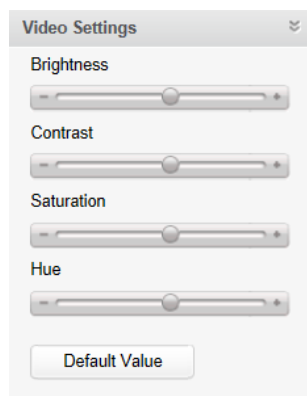 Video Settings
Brightness
Contrast
Saturation
Hue
Default Value